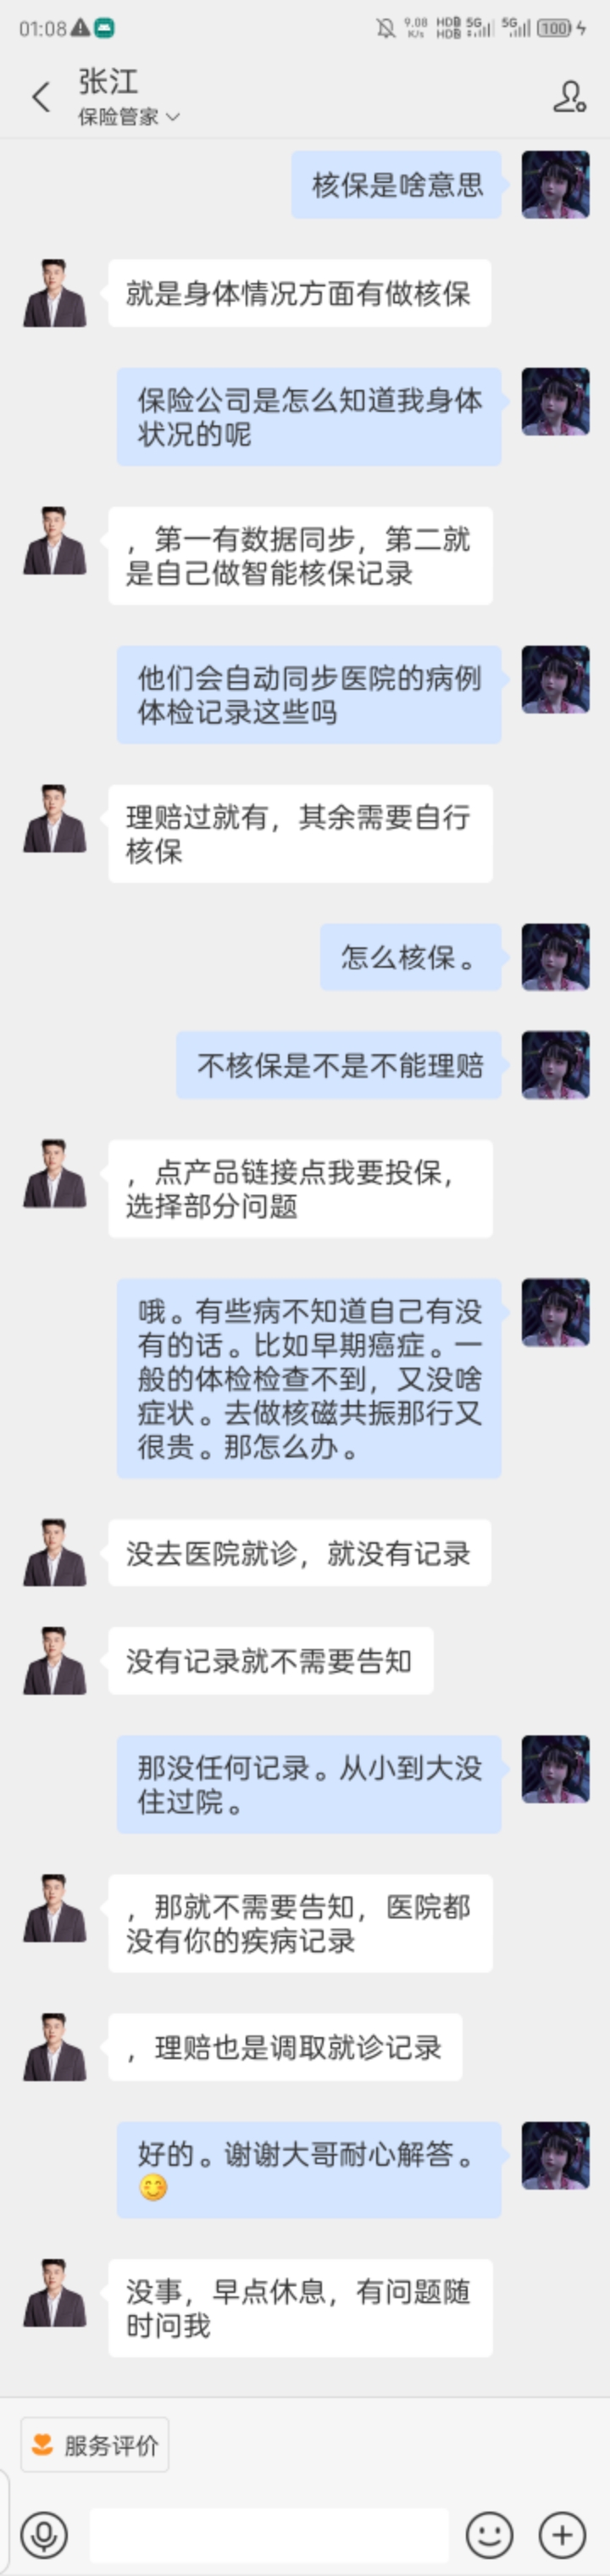 01:08
9.08
K/s
HDB
HDB
5G
5G
100
张江
保险管家
核保是啥意思
就是身体情况方面有做核保
保险公司是怎么知道我身体
状况的呢
，第一有数据同步，第二就
是自己做智能核保记录
他们会自动同步医院的病例
体检记录这些吗
理赔过就有，其余需要自行
核保
怎么核保。
不核保是不是不能理赔
，点产品链接点我要投保，
选择部分问题
哦。有些病不知道自己有没
有的话。比如早期癌症。一
般的体检检查不到，又没啥
症状。去做核磁共振那行又
很贵。那怎么办。
没去医院就诊，就没有记录
没有记录就不需要告知
那没任何记录。从小到大没
住过院。
，那就不需要告知，医院都
没有你的疾病记录
，理赔也是调取就诊记录
好的。谢谢大哥耐心解答。
😊
没事，早点休息，有问题随
时问我
服务评价